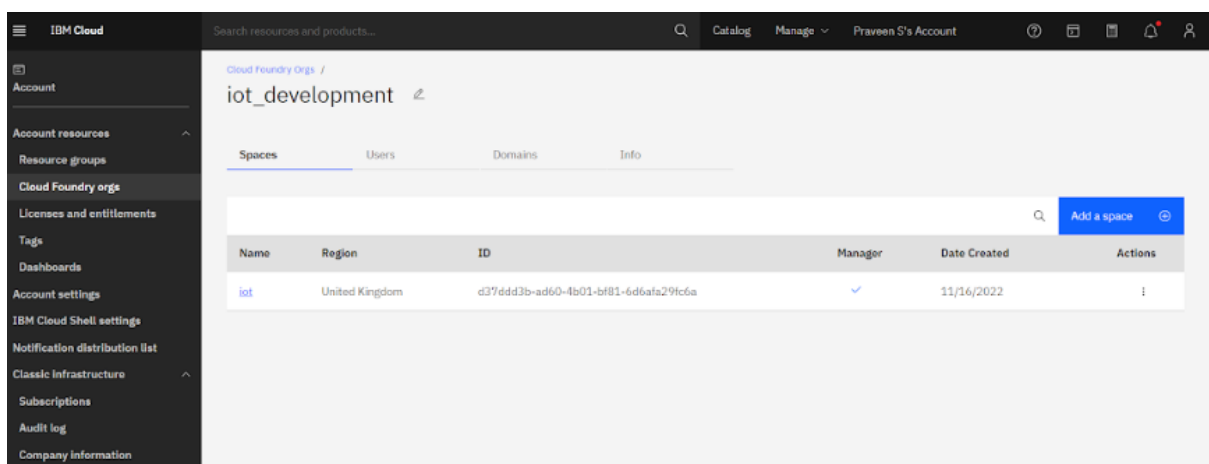 IBM Cloud
Search resources and products...
Catalog
Manage
Praveen S's Account
Account
Account resources
Resource groups
Cloud Foundry orgs
Licenses and entitlements
Tags
Dashboards
Account settings
IBM Cloud Shell settings
Notification distribution list
Classic infrastructure
Subscriptions
Audit log
Company information
Cloud Foundry Orgs /
iot_development
Spaces Users Domains Info
Add a space
Name Region ID Manager Date Created Actions
iot United Kingdom d37ddd3b-ad60-4b01-bf81-6d6afa29fc6a 11/16/2022